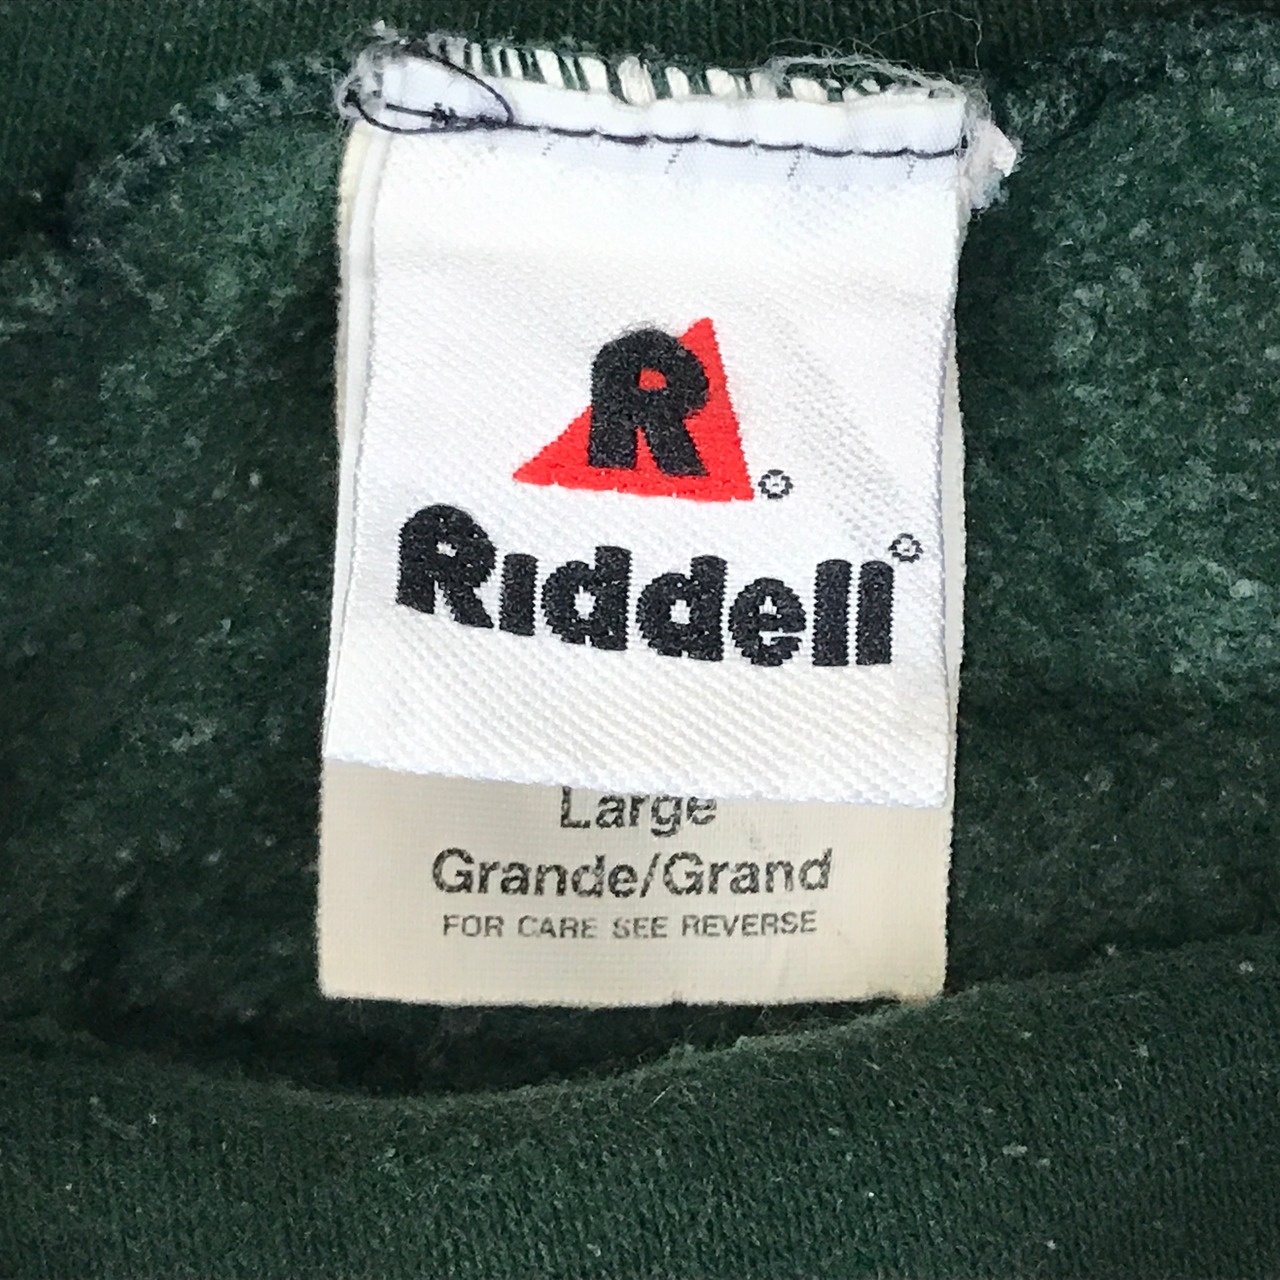 R®
Riddell®
Large
Grande/Grand
FOR CARE SEE REVERSE